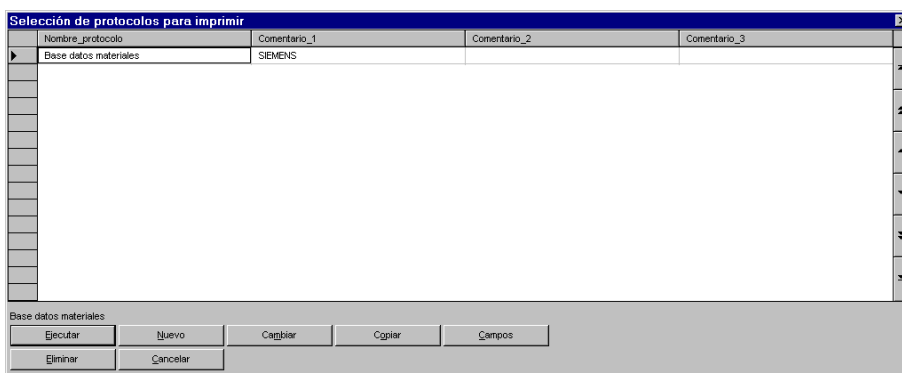 Selección de protocolos para imprimir
Nombre_protocolo Comentario_1 Comentario_2 Comentario_3
Base datos materiales SIEMENS
Base datos materiales
Ejecutar Nuevo Cambiar Copiar Campos
Eliminar Cancelar